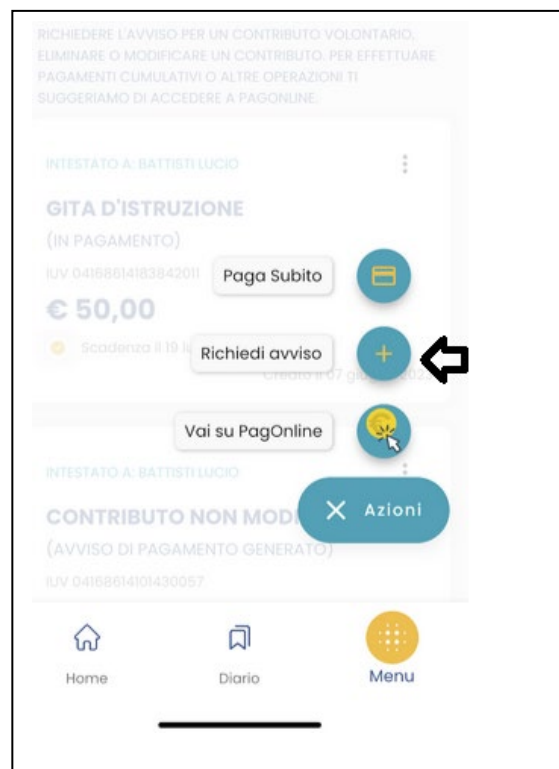 RICHIEDERE L'AVVISO PER UN CONTRIBUTO VOLONTARIO,
ELIMINARE O MODIFICARE UN CONTRIBUTO. PER EFFETTUARE
PAGAMENTI CUMULATIVI O ALTRE OPERAZIONI TI
SUGGERIAMO DI ACCEDERE A PAGONLINE.
INTESTATO A: BATTISTI LUCIO
GITA D'ISTRUZIONE
(IN PAGAMENTO)
IUV 04168614183842011
Paga Subito
€ 50,00
Scadenza il 19
Richiedi avviso
Creato il 07
Vai su PagOnline
INTESTATO A: BATTISTI LUCIO
CONTRIBUTO NON MODI
Azioni
(AVVISO DI PAGAMENTO GENERATO)
IUV 04168614101430057
Home
Diario
Menu